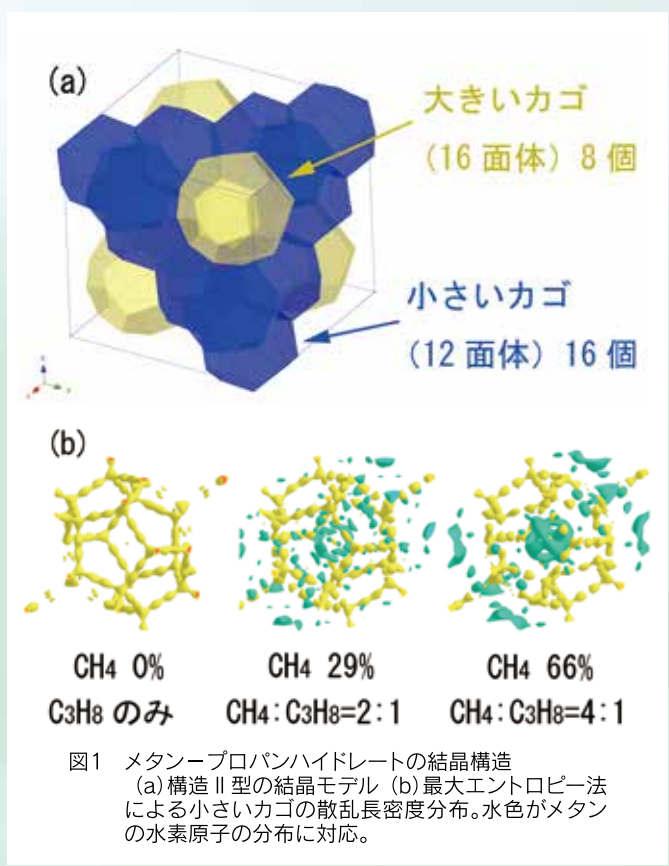 (a)
大きいカゴ
(16 面体) 8 個
小さいカゴ
(12 面体) 16 個
(b)
CH4 0%
C3H8 のみ
CH4 29%
CH4:C3H8=2:1
CH4 66%
CH4:C3H8=4:1
図1 メタンープロパンハイドレートの結晶構造
(a)構造Ⅱ型の結晶モデル (b)最大エントロピー法
による小さいカゴの散乱長密度分布。水色がメタン
の水素原子の分布に対応。